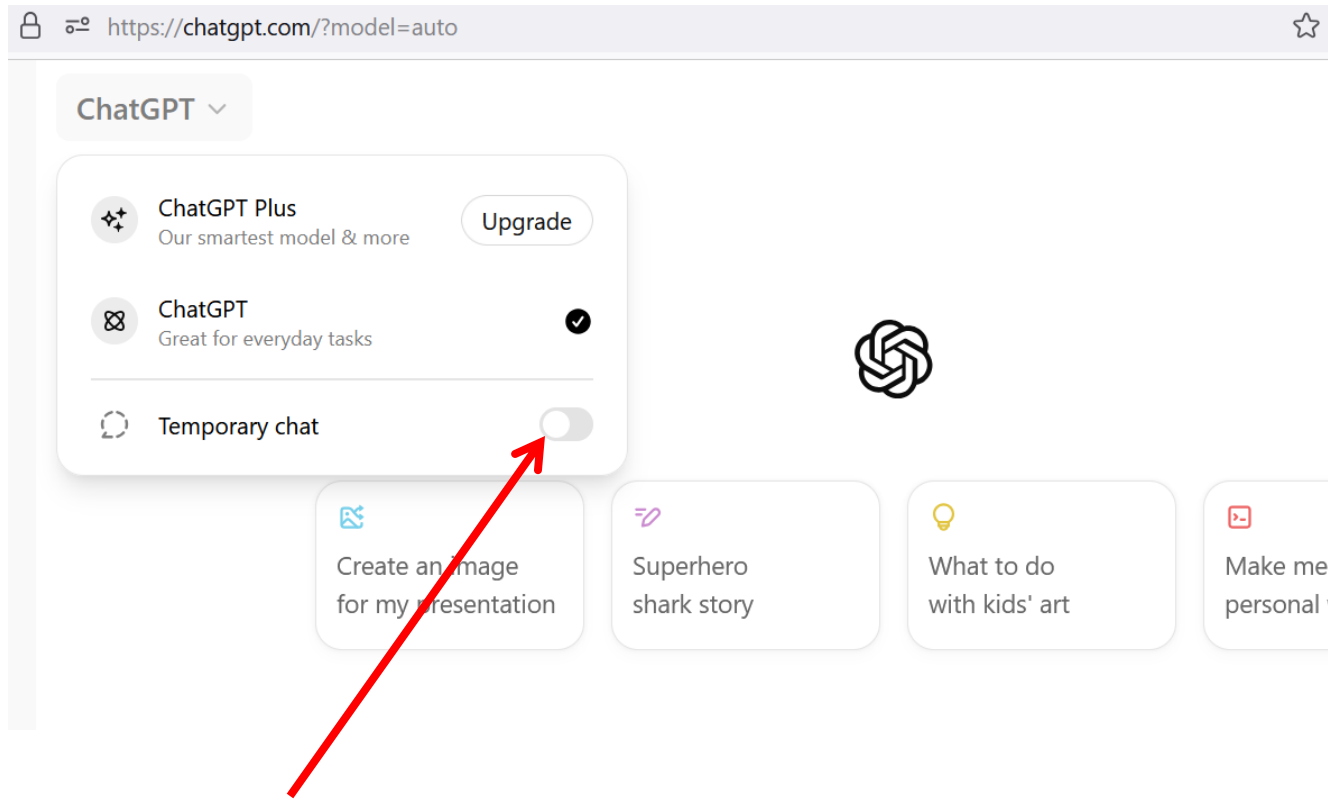 https://chatgpt.com/?model=auto
ChatGPT
ChatGPT Plus
Our smartest model & more
Upgrade
ChatGPT
Great for everyday tasks
Temporary chat
Create an image
for my presentation
Superhero
shark story
What to do
with kids' art
Make me
personal